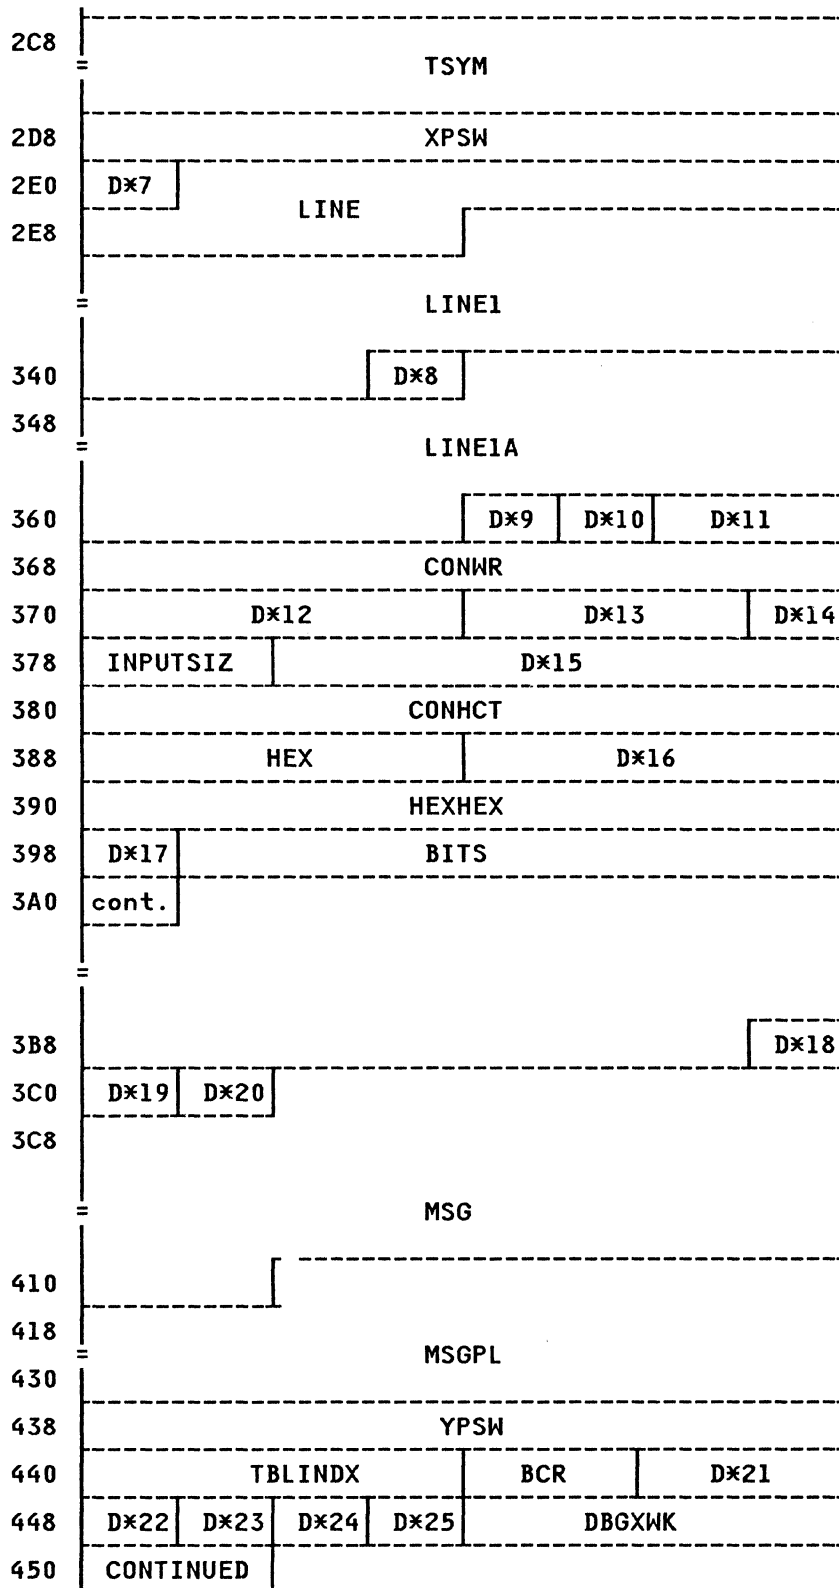 2C8
= TSYM
2D8 XPSW
2E0 D*7
LINE
2E8
= LINE1
340 D*8
348
= LINE1A
360 D*9 D*10 D*11
368 CONWR
370 D*12 D*13 D*14
378 INPUTSIZ D*15
380 CONHCT
388 HEX D*16
390 HEXHEX
398 D*17 BITS
3A0 cont.
=
3B8 D*18
3C0 D*19 D*20
3C8
= MSG
410
418
= MSGPL
430
438 YPSW
440 TBLINDX BCR D*21
448 D*22 D*23 D*24 D*25 DBGXWK
450 CONTINUED